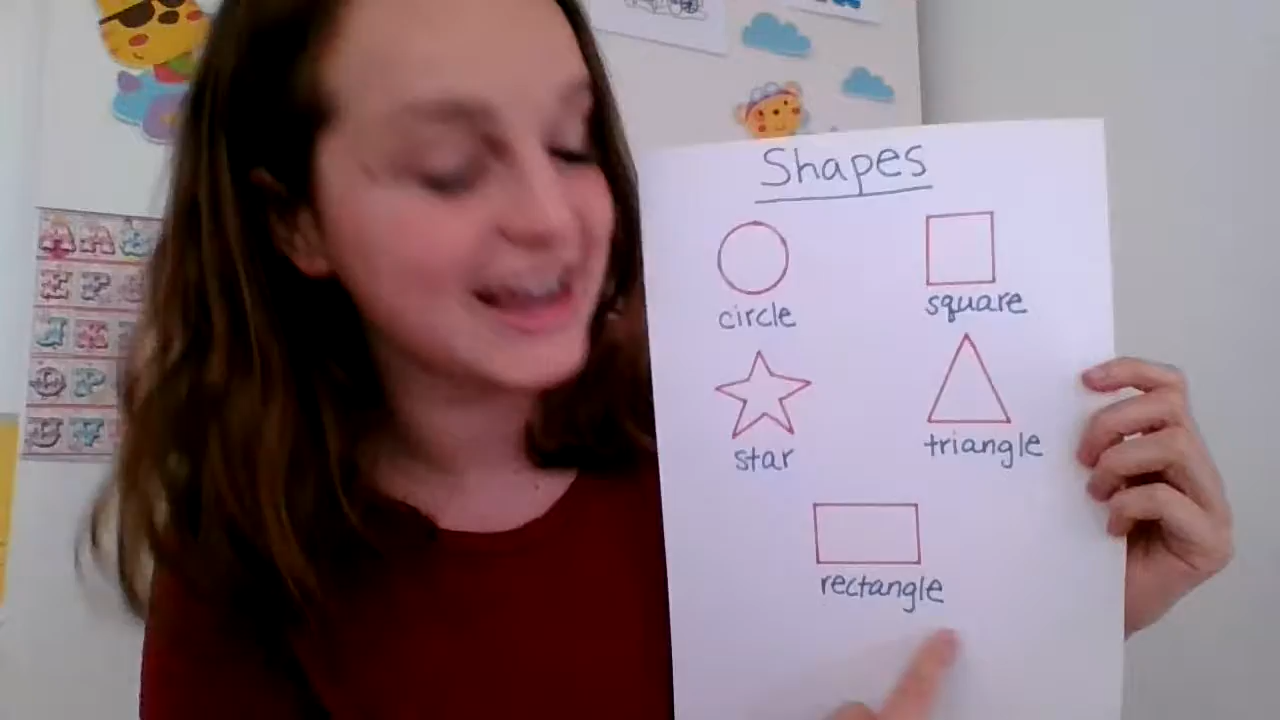 Shapes
circle
square
star
triangle
rectangle